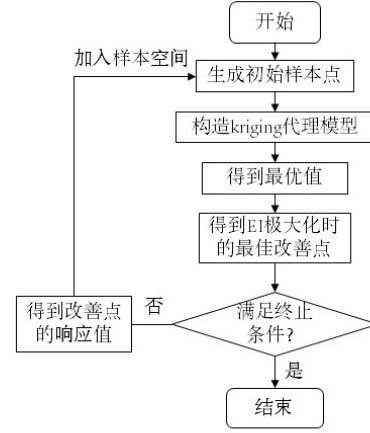 开始
加入样本空间
生成初始样本点
构造kriging代理模型
得到最优值
得到EI极大化时
的最佳改善点
满足终止
条件?
否
得到改善点
的响应值
是
结束